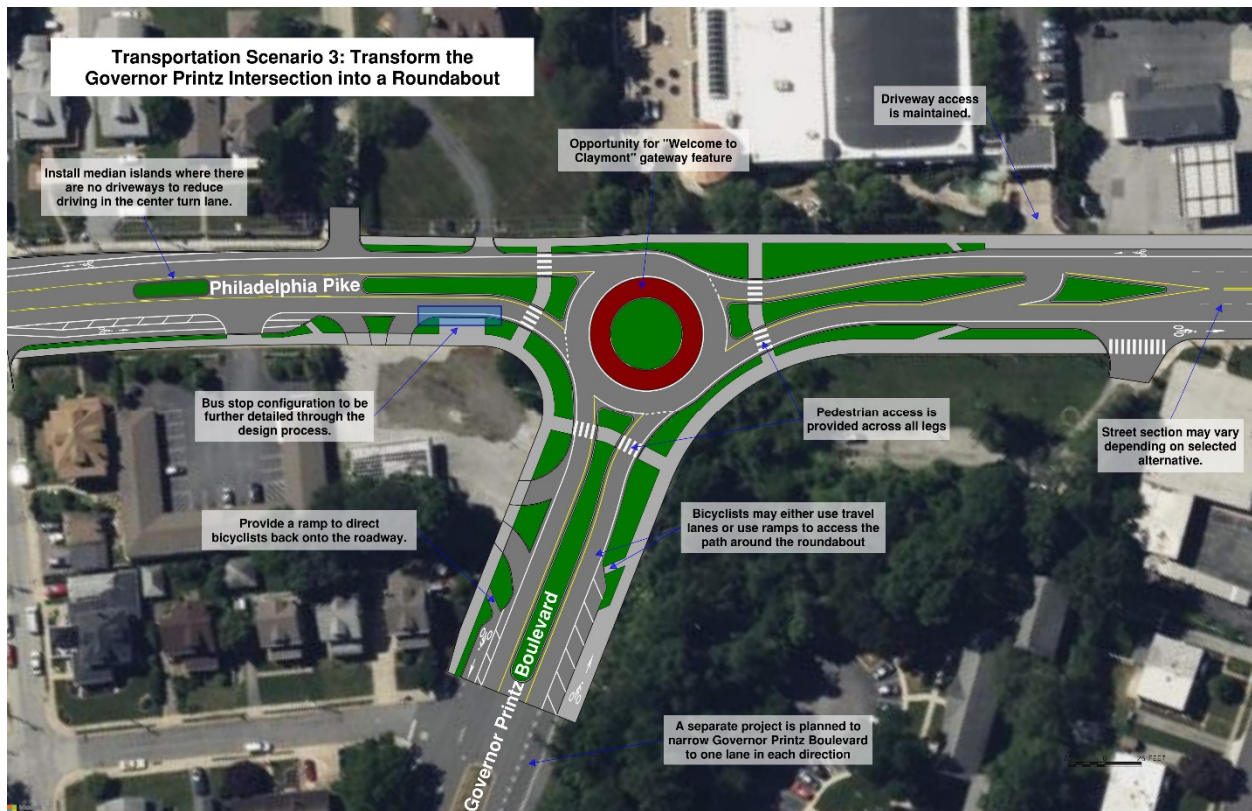 Transportation Scenario 3: Transform the
Governor Printz Intersection into a Roundabout
Driveway access
is maintained.
Opportunity for "Welcome to
Claymont" gateway feature
Install median islands where there
are no driveways to reduce
driving in the center turn lane.
Philadelphia Pike
Bus stop configuration to be
further detailed through the
design process.
Pedestrian access is
provided across all legs
Street section may vary
depending on selected
alternative.
Provide a ramp to direct
bicyclists back onto the roadway.
Bicyclists may either use travel
lanes or use ramps to access the
path around the roundabout
Governor Printz Boulevard
A separate project is planned to
narrow Governor Printz Boulevard
to one lane in each direction
25 FEET